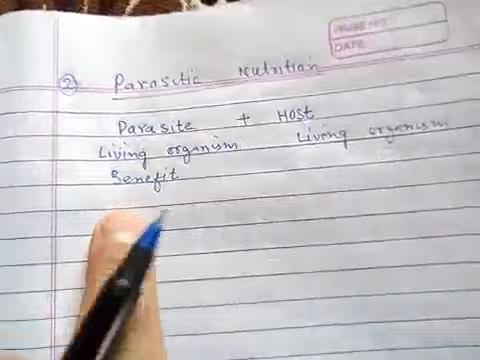 PAGE NO
DATE
② Parasitic Nutrition
Parasite + Host
Living organism Living organism
Benefit